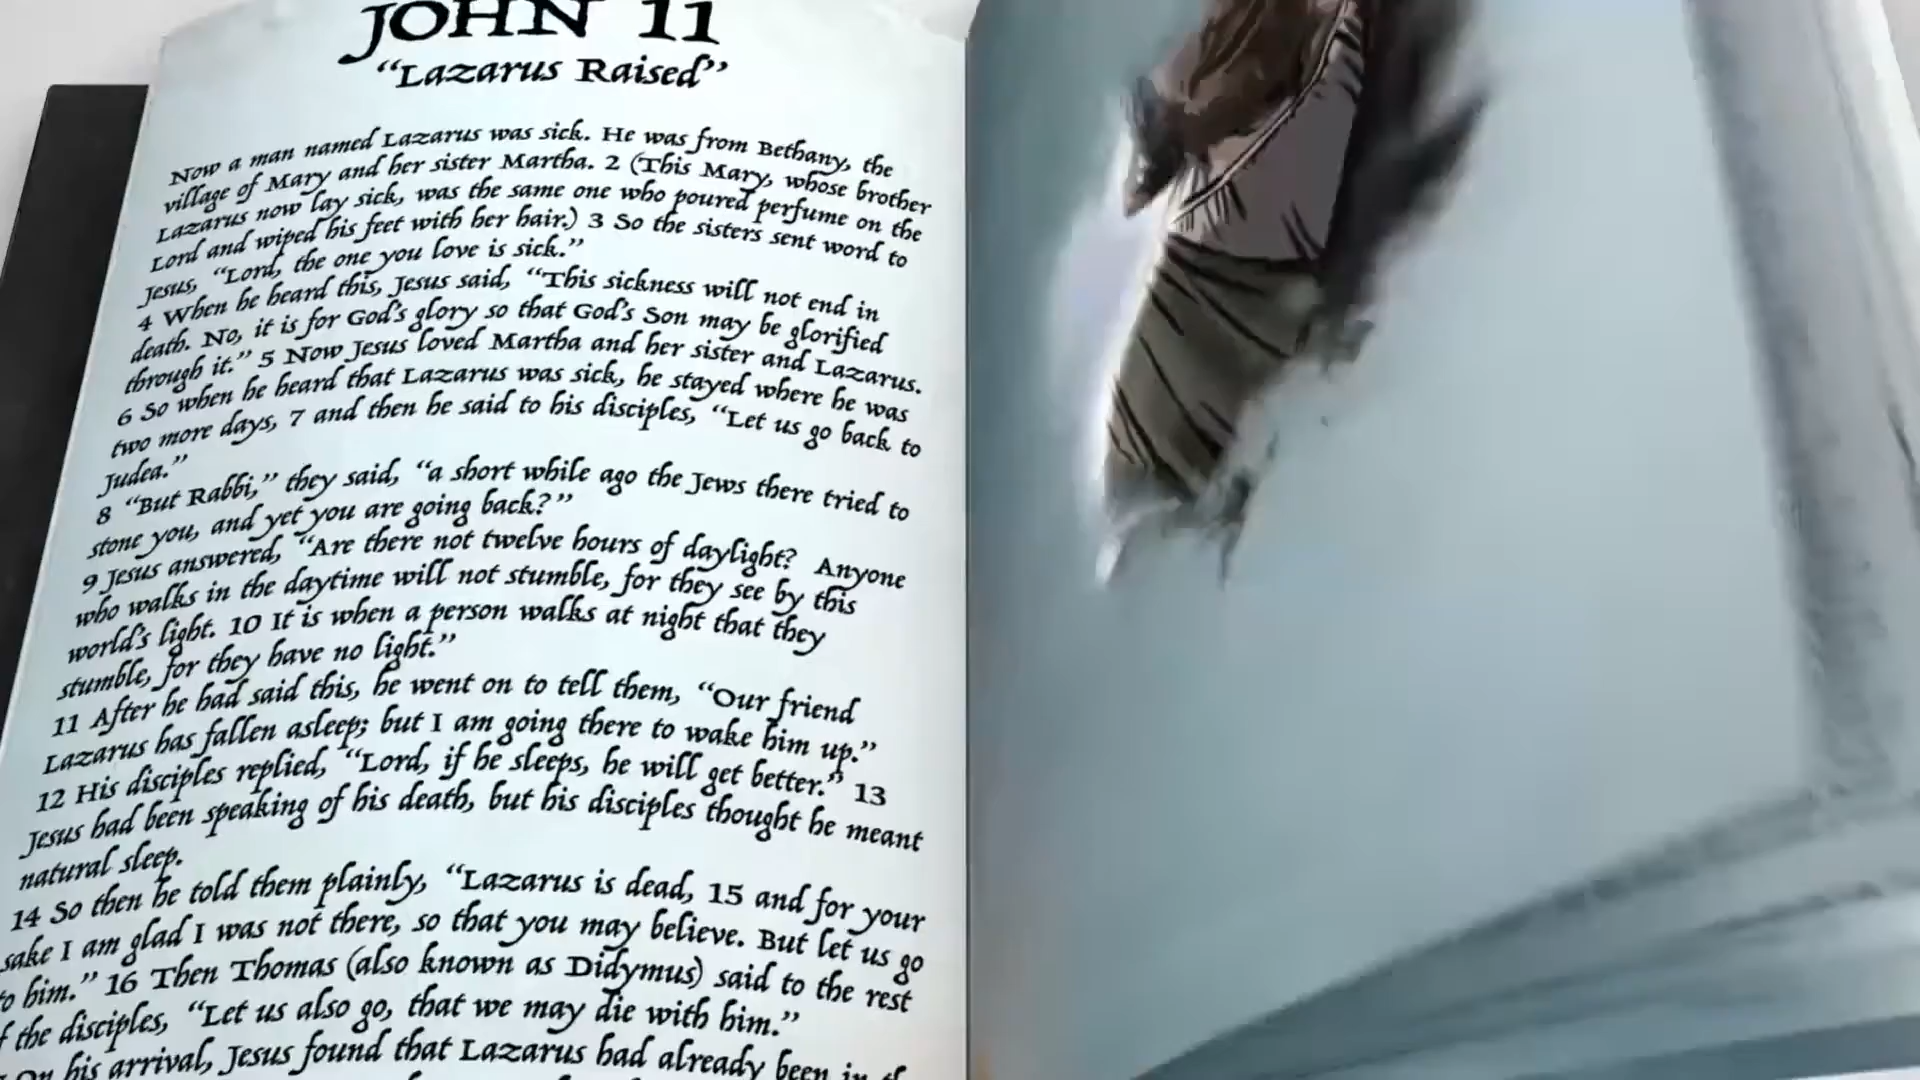 JOHN 11
“Lazarus Raised”
Now a man named Lazarus was sick. He was from Bethany, the
village of Mary and her sister Martha. 2 (This Mary, whose brother
Lazarus now lay sick, was the same one who poured perfume on the
Lord and wiped his feet with her hair.) 3 So the sisters sent word to
Jesus, “Lord, the one you love is sick.”
4 When he heard this, Jesus said, “This sickness will not end in
death. No, it is for God’s glory so that God’s Son may be glorified
through it.” 5 Now Jesus loved Martha and her sister and Lazarus.
6 So when he heard that Lazarus was sick, he stayed where he was
two more days, 7 and then he said to his disciples, “Let us go back to
Judea.”
8 “But Rabbi,” they said, “a short while ago the Jews there tried to
stone you, and yet you are going back?”
9 Jesus answered, “Are there not twelve hours of daylight? Anyone
who walks in the daytime will not stumble, for they see by this
world’s light. 10 It is when a person walks at night that they
stumble, for they have no light.”
11 After he had said this, he went on to tell them, “Our friend
Lazarus has fallen asleep; but I am going there to wake him up.”
12 His disciples replied, “Lord, if he sleeps, he will get better.” 13
Jesus had been speaking of his death, but his disciples thought he meant
natural sleep.
14 So then he told them plainly, “Lazarus is dead, 15 and for your
sake I am glad I was not there, so that you may believe. But let us go
to him.” 16 Then Thomas (also known as Didymus) said to the rest
f the disciples, “Let us also go, that we may die with him.”
On his arrival, Jesus found that Lazarus had already been in